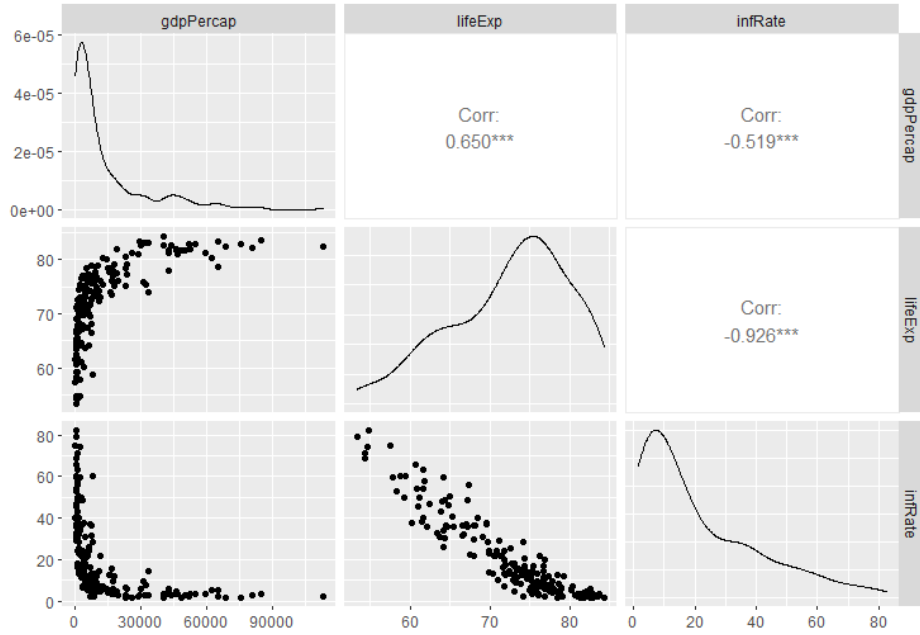 gdpPercap lifeExp infRate
6e-05
4e-05
2e-05
0e+00
Corr:
0.650***
Corr:
-0.519***
gdpPercap
80
70
60
Corr:
-0.926***
lifeExp
80
60
40
20
0
infRate
0 30000 60000 90000 60 70 80 0 20 40 60 80